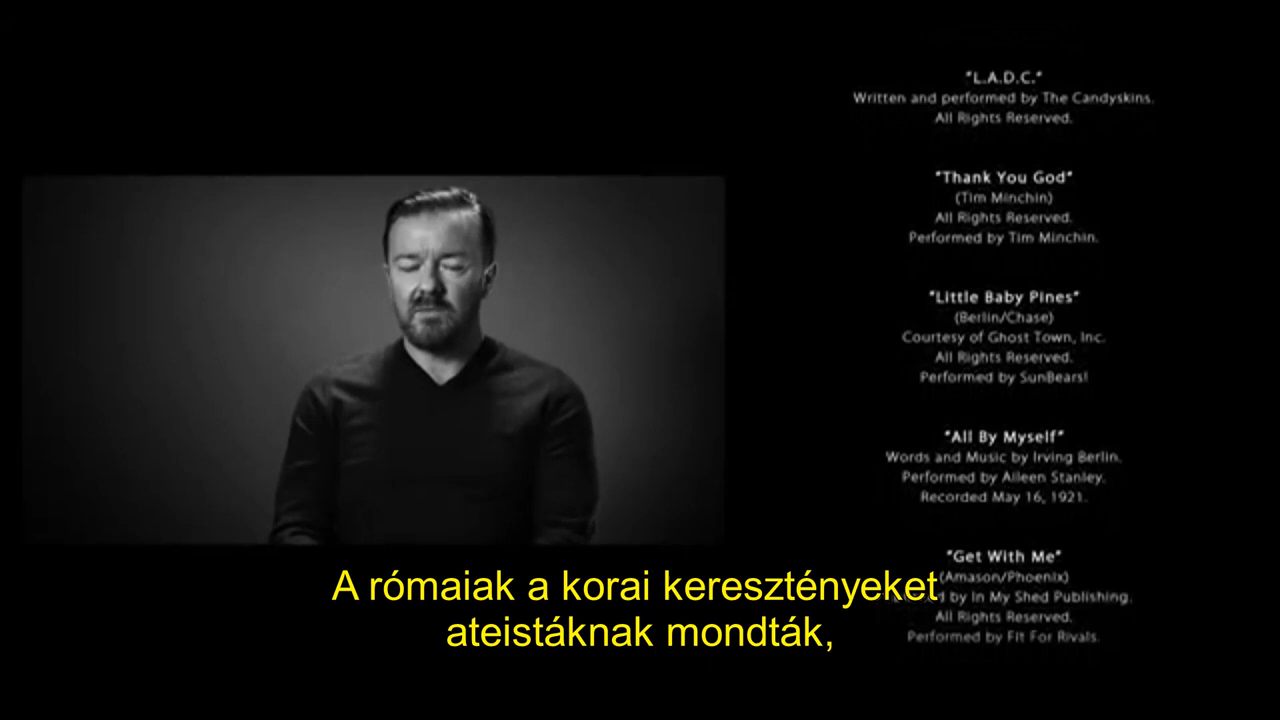 "L.A.D.C."
Written and performed by The Candyskins.
All Rights Reserved.
"Thank You God"
(Tim Minchin)
All Rights Reserved.
Performed by Tim Minchin.
"Little Baby Pines"
(Berlin/Chase)
Courtesy of Ghost Town, Inc.
All Rights Reserved.
Performed by SunBears!
"All By Myself"
Words and Music by Irving Berlin.
Performed by Aileen Stanley.
Recorded May 16, 1921.
"Get With Me"
(Amason/Phoenix)
by In My Shed Publishing.
All Rights Reserved.
Performed by Fit For Rivals.
A rómaiak a korai keresztényeket
ateistáknak mondták,